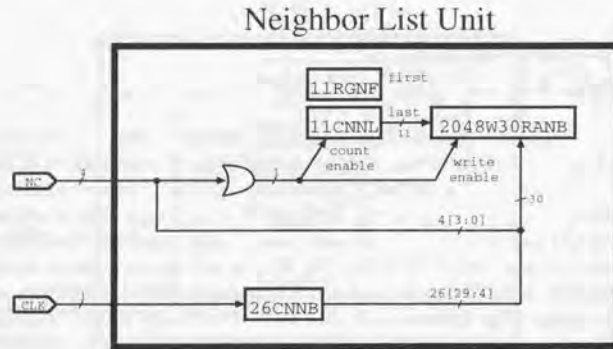 Neighbor List Unit
11RGNF
first
11CNNL
last
11
2048W30RANB
count
enable
write
enable
NC
30
4[3:0]
CLK
26CNNB
26[29:4]